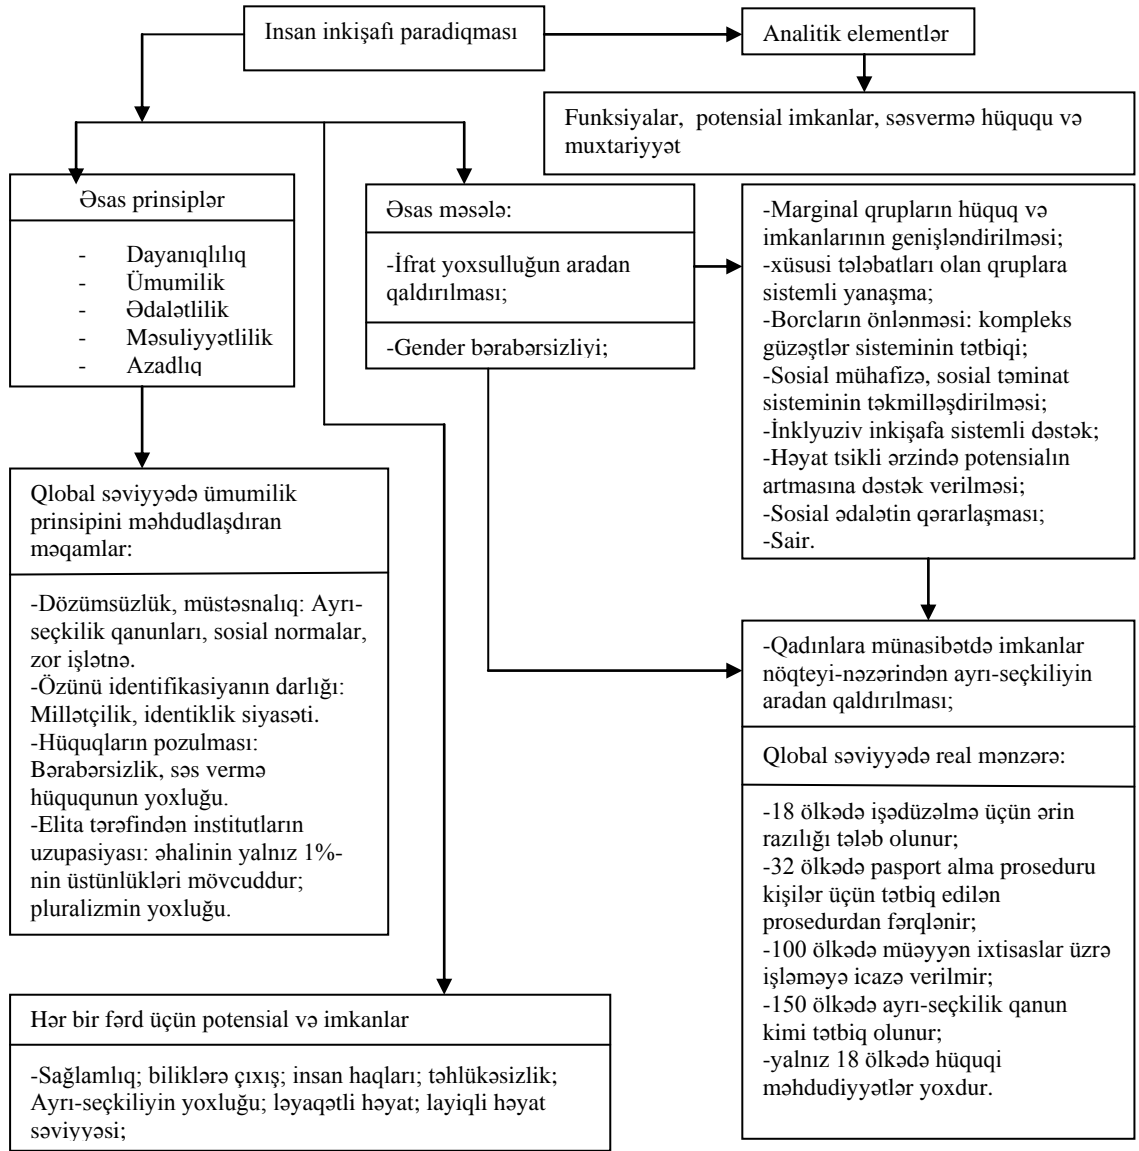 Insan inkişafı paradiqması
Analitik elementlər
Funksiyalar, potensial imkanlar, səsvermə hüququ və
muxtariyyət
Əsas prinsiplər
- Dayanıqlılıq
- Ümumilik
- Ədalətlilik
- Məsuliyyətlilik
- Azadlıq
Əsas məsələ:
-İfrat yoxsulluğun aradan
qaldırılması;
-Gender bərabərsizliyi;
-Marginal qrupların hüquq və
imkanlarının genişləndirilməsi;
-xüsusi tələbatları olan qruplara
sistemli yanaşma;
-Borcların önlənməsi: kompleks
güzəştlər sisteminin tətbiqi;
-Sosial mühafizə, sosial təminat
sisteminin təkmilləşdirilməsi;
-İnklyuziv inkişafa sistemli dəstək;
-Həyat tsikli ərzində potensialın
artmasına dəstək verilməsi;
-Sosial ədalətin qərarlaşması;
-Sair.
Qlobal səviyyədə ümumilik
prinsipini məhdudlaşdıran
məqamlar:
-Dözümsüzlük, müstəsnalıq: Ayrı-
seçkilik qanunları, sosial normalar,
zor işlətnə.
-Özünü identifikasiyanın darlığı:
Millətçilik, identiklik siyasəti.
-Hüquqların pozulması:
Bərabərsizlik, səs vermə
hüququnun yoxluğu.
-Elita tərəfindən institutların
uzupasiyası: əhalinin yalnız 1%-
nin üstünlükləri mövcuddur;
pluralizmin yoxluğu.
-Qadınlara münasibətdə imkanlar
nöqteyi-nəzərindən ayrı-seçkiliyin
aradan qaldırılması;
Qlobal səviyyədə real mənzərə:
-18 ölkədə işədüzəlmə üçün ərin
razılığı tələb olunur;
-32 ölkədə pasport alma proseduru
kişilər üçün tətbiq edilən
prosedurdan fərqlənir;
-100 ölkədə müəyyən ixtisaslar üzrə
işləməyə icazə verilmir;
-150 ölkədə ayrı-seçkilik qanun
kimi tətbiq olunur;
-yalnız 18 ölkədə hüquqi
məhdudiyyətlər yoxdur.
Hər bir fərd üçün potensial və imkanlar
-Sağlamlıq; biliklərə çıxış; insan haqları; təhlükəsizlik;
Ayrı-seçkiliyin yoxluğu; ləyaqətli həyat; layiqli həyat
səviyyəsi;